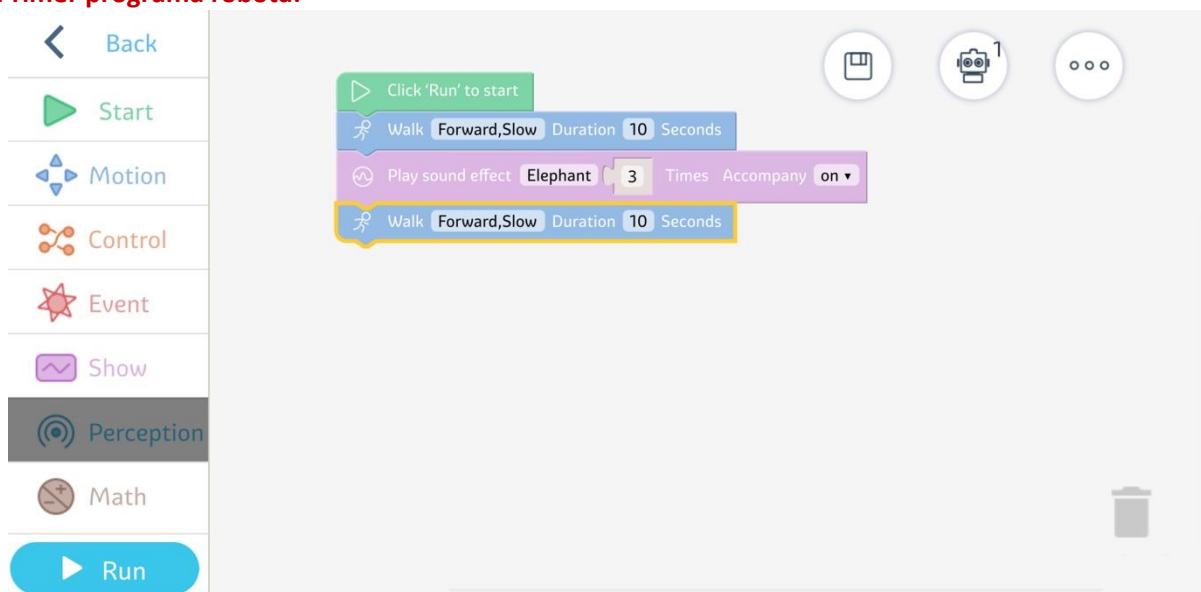 Primer programa robota:
Back
Start
Motion
Control
Event
Show
Perception
Math
Run
1
Click 'Run' to start
Walk Forward,Slow Duration 10 Seconds
Play sound effect Elephant 3 Times Accompany on
Walk Forward,Slow Duration 10 Seconds